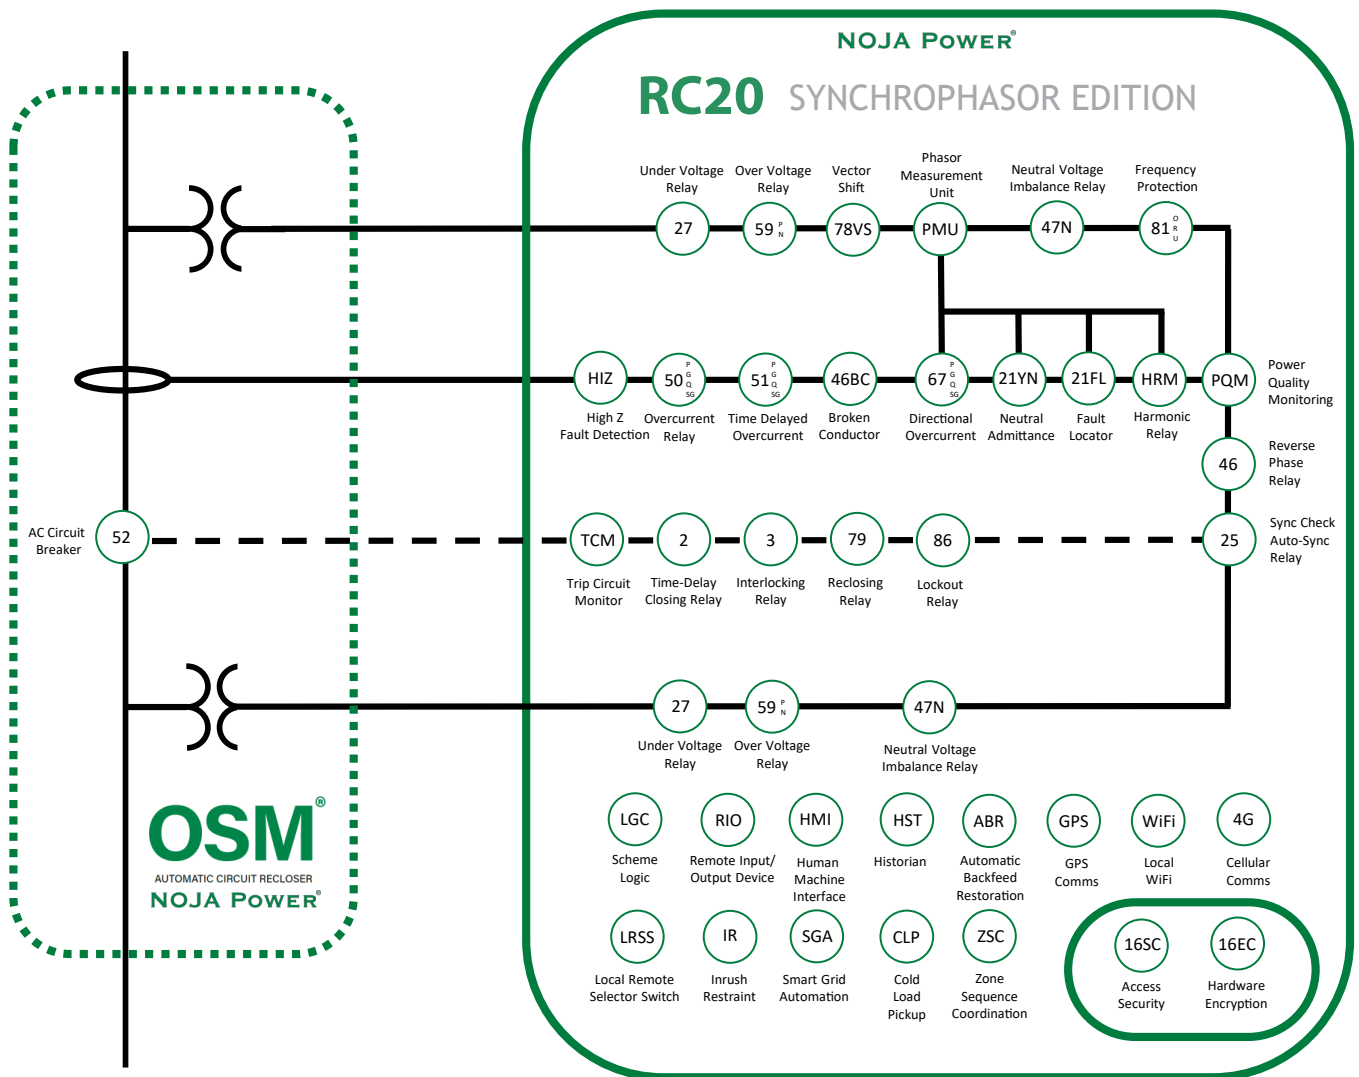 NOJA POWER®
RC20 SYNCHROPHASOR EDITION
Under Voltage
Relay
Over Voltage
Relay
Vector
Shift
Phasor
Measurement
Unit
Neutral Voltage
Imbalance Relay
Frequency
Protection
27
59 P
N
78VS
PMU
47N
81 O
R
U
HIZ
50 P
G
Q
SG
51 P
G
Q
SG
46BC
67 P
G
Q
SG
21YN
21FL
HRM
PQM
Power
Quality
Monitoring
High Z
Fault Detection
Overcurrent
Relay
Time Delayed
Overcurrent
Broken
Conductor
Directional
Overcurrent
Neutral
Admittance
Fault
Locator
Harmonic
Relay
46
Reverse
Phase
Relay
AC Circuit
Breaker
52
TCM
2
3
79
86
25
Sync Check
Auto-Sync
Relay
Trip Circuit
Monitor
Time-Delay
Closing Relay
Interlocking
Relay
Reclosing
Relay
Lockout
Relay
27
59 P
N
47N
Under Voltage
Relay
Over Voltage
Relay
Neutral Voltage
Imbalance Relay
OSM®
AUTOMATIC CIRCUIT RECLOSER
NOJA POWER®
LGC
RIO
HMI
HST
ABR
GPS
WiFi
4G
Scheme
Logic
Remote Input/
Output Device
Human
Machine
Interface
Historian
Automatic
Backfeed
Restoration
GPS
Comms
Local
WiFi
Cellular
Comms
LRSS
IR
SGA
CLP
ZSC
16SC
16EC
Local Remote
Selector Switch
Inrush
Restraint
Smart Grid
Automation
Cold
Load
Pickup
Zone
Sequence
Coordination
Access
Security
Hardware
Encryption